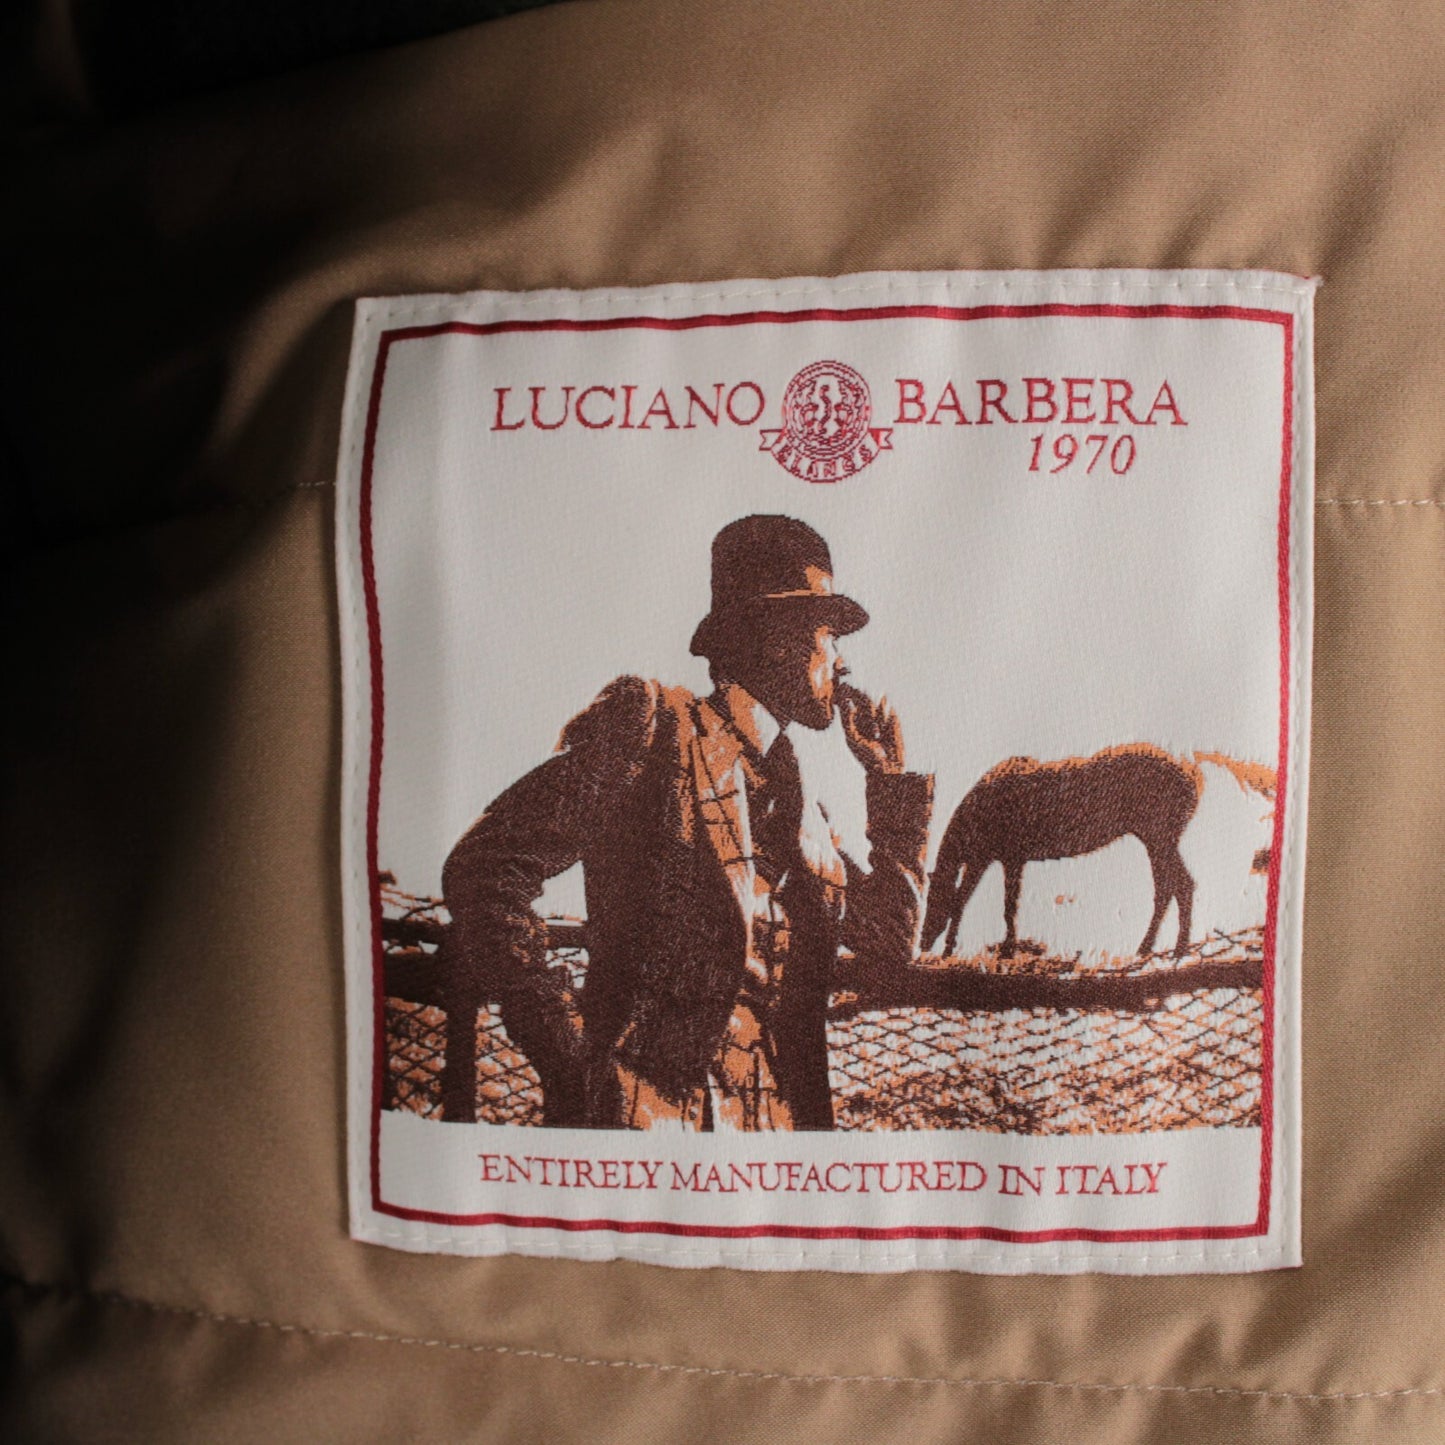 LUCIANO BARBERA
1970
ENTIRELY MANUFACTURED IN ITALY